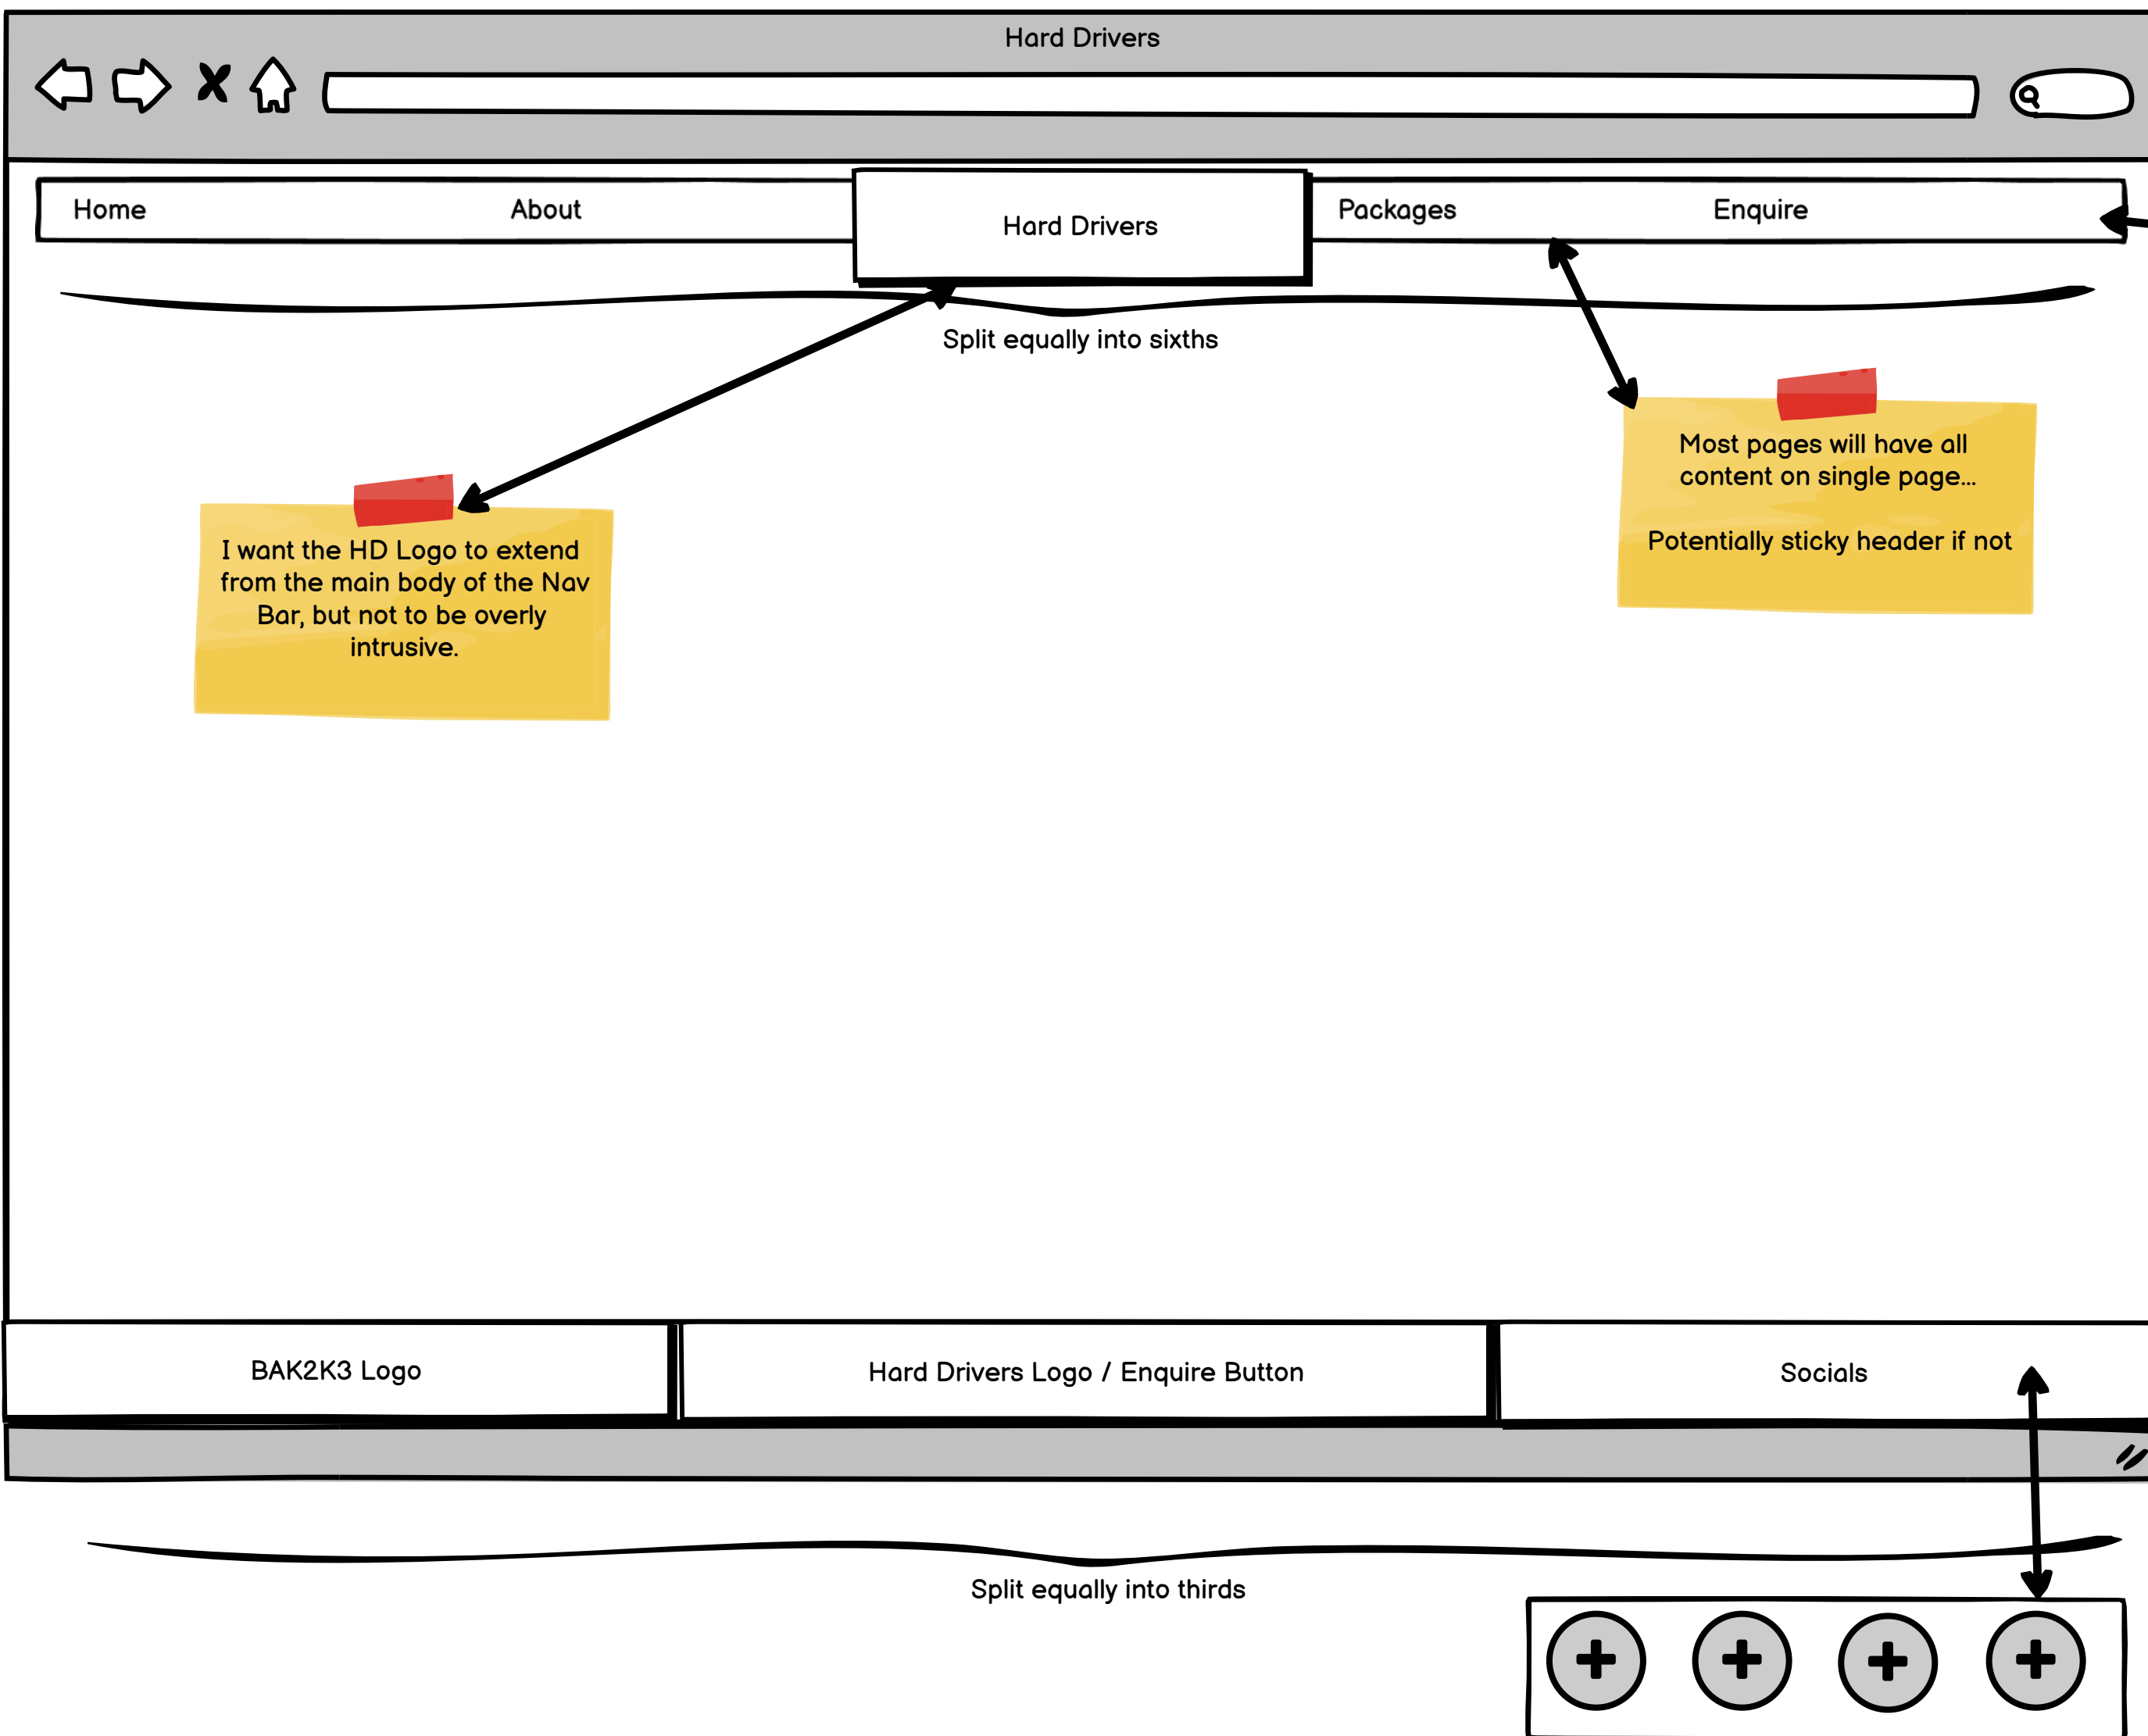 Hard Drivers
Home
About
Hard Drivers
Packages
Enquire
Split equally into sixths
Most pages will have all
content on single page...
Potentially sticky header if not
I want the HD Logo to extend
from the main body of the Nav
Bar, but not to be overly
intrusive.
BAK2K3 Logo
Hard Drivers Logo / Enquire Button
Socials
Split equally into thirds